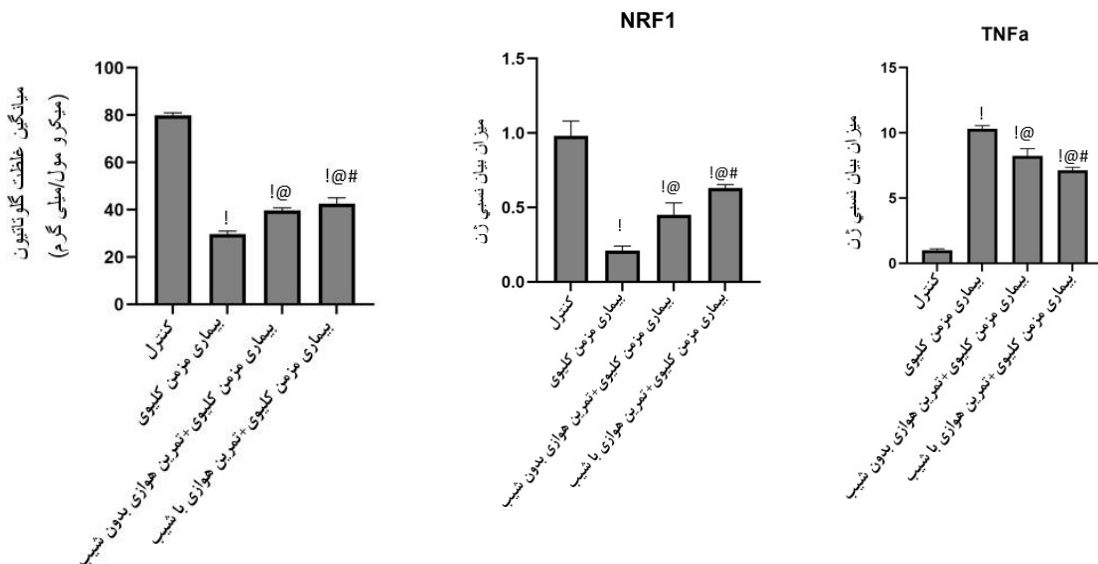 میانگین غلظت گلوتاتیون
(میکرو مول/میلی گرم)
100
80
60
40
20
0
!
!@
!@#
کنترل
بیماری مزمن کلیوی
بیماری مزمن کلیوی+تمرین هوازی بدون شیب
بیماری مزمن کلیوی+تمرین هوازی با شیب
NRF1
میزان بیان نسبي ژن
1.5
1.0
0.5
0.0
!
!@
!@#
کنترل
بیماری مزمن کلیوی
بیماری مزمن کلیوی+تمرین هوازی بدون شیب
بیماری مزمن کلیوی+تمرین هوازی با شیب
TNFa
میزان بیان نسبي ژن
15
10
5
0
!
!@
!@#
کنترل
بیماری مزمن کلیوی
بیماری مزمن کلیوی+تمرین هوازی بدون شیب
بیماری مزمن کلیوی+تمرین هوازی با شیب